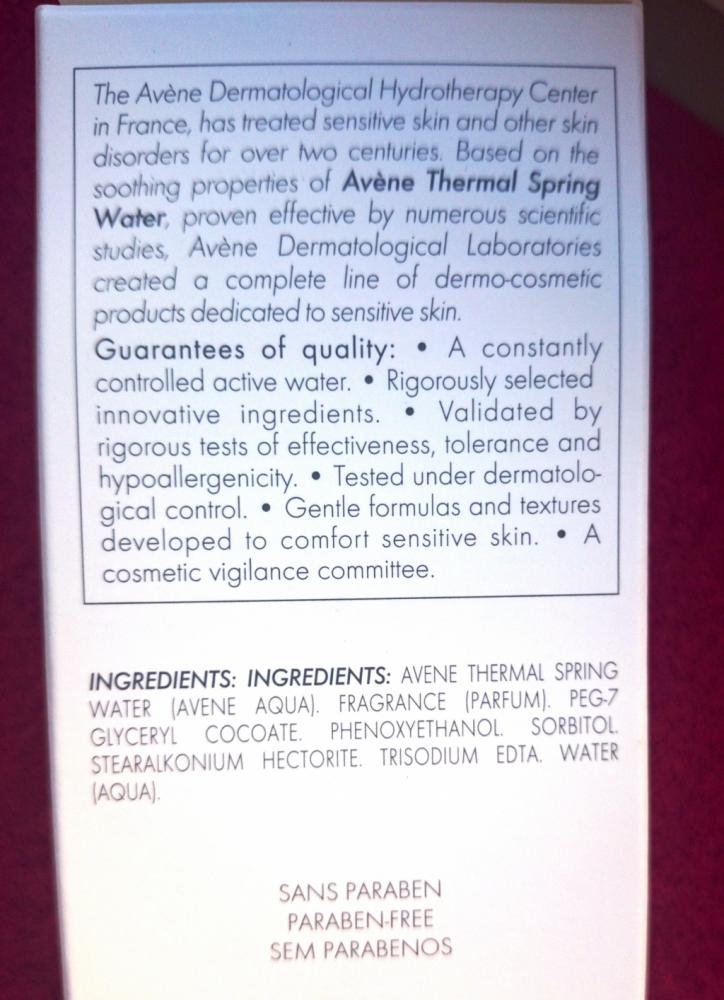 The Avène Dermatological Hydrotherapy Center
in France, has treated sensitive skin and other skin
disorders for over two centuries. Based on the
soothing properties of Avène Thermal Spring
Water, proven effective by numerous scientific
studies, Avène Dermatological Laboratories
created a complete line of dermo-cosmetic
products dedicated to sensitive skin.
Guarantees of quality: • A constantly
controlled active water. • Rigorously selected
innovative ingredients. • Validated by
rigorous tests of effectiveness, tolerance and
hypoallergenicity. • Tested under dermatolo-
gical control. • Gentle formulas and textures
developed to comfort sensitive skin. • A
cosmetic vigilance committee.
INGREDIENTS: INGREDIENTS: AVENE THERMAL SPRING
WATER (AVENE AQUA). FRAGRANCE (PARFUM). PEG-7
GLYCERYL COCOATE. PHENOXYETHANOL. SORBITOL.
STEARALKONIUM HECTORITE. TRISODIUM EDTA. WATER
(AQUA).
SANS PARABEN
PARABEN-FREE
SEM PARABENOS